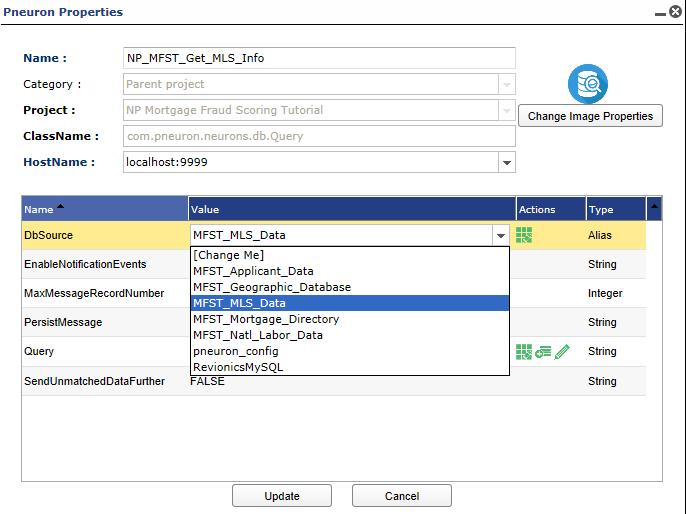 Pneuron Properties
Name :
NP_MFST_Get_MLS_Info
Category :
Parent project
Project :
NP Mortgage Fraud Scoring Tutorial
Change Image Properties
ClassName :
com.pneuron.neurons.db.Query
HostName :
localhost:9999
Name Value Actions Type
DbSource MFST_MLS_Data Alias
[Change Me]
EnableNotificationEvents String
MFST_Applicant_Data
MFST_Geographic_Database
MaxMessageRecordNumber Integer
MFST_MLS_Data
MFST_Mortgage_Directory
PersistMessage String
MFST_Natl_Labor_Data
pneuron_config
Query String
RevionicsMySQL
SendUnmatchedDataFurther FALSE String
Update Cancel